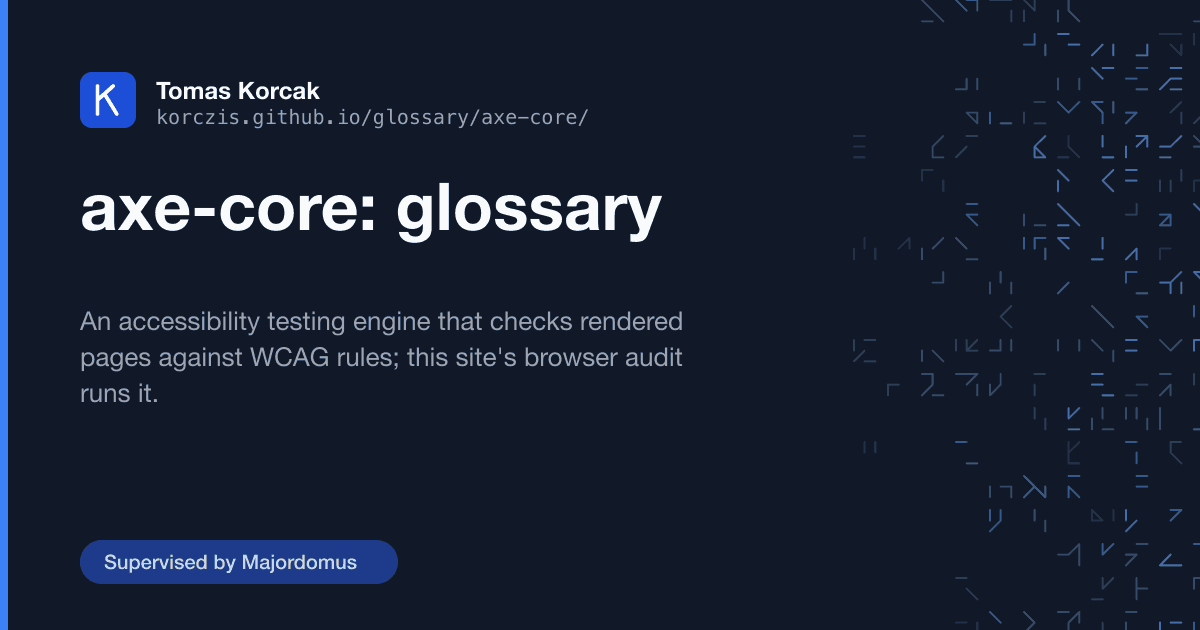 K
Tomas Korcak
korczis.github.io/glossary/axe-core/
axe-core: glossary
An accessibility testing engine that checks rendered
pages against WCAG rules; this site's browser audit
runs it.
Supervised by Majordomus